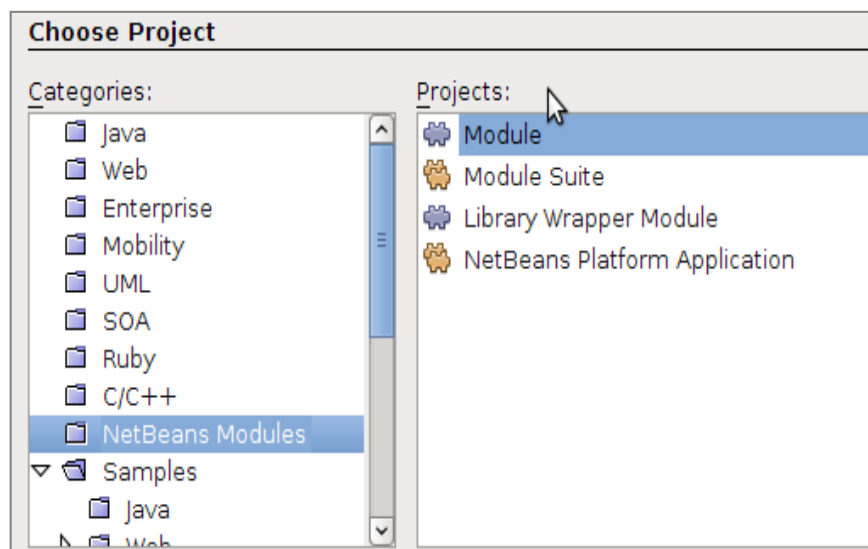 Choose Project
Categories:
Java
Web
Enterprise
Mobility
UML
SOA
Ruby
C/C++
NetBeans Modules
Samples
Java
Web
Projects:
Module
Module Suite
Library Wrapper Module
NetBeans Platform Application